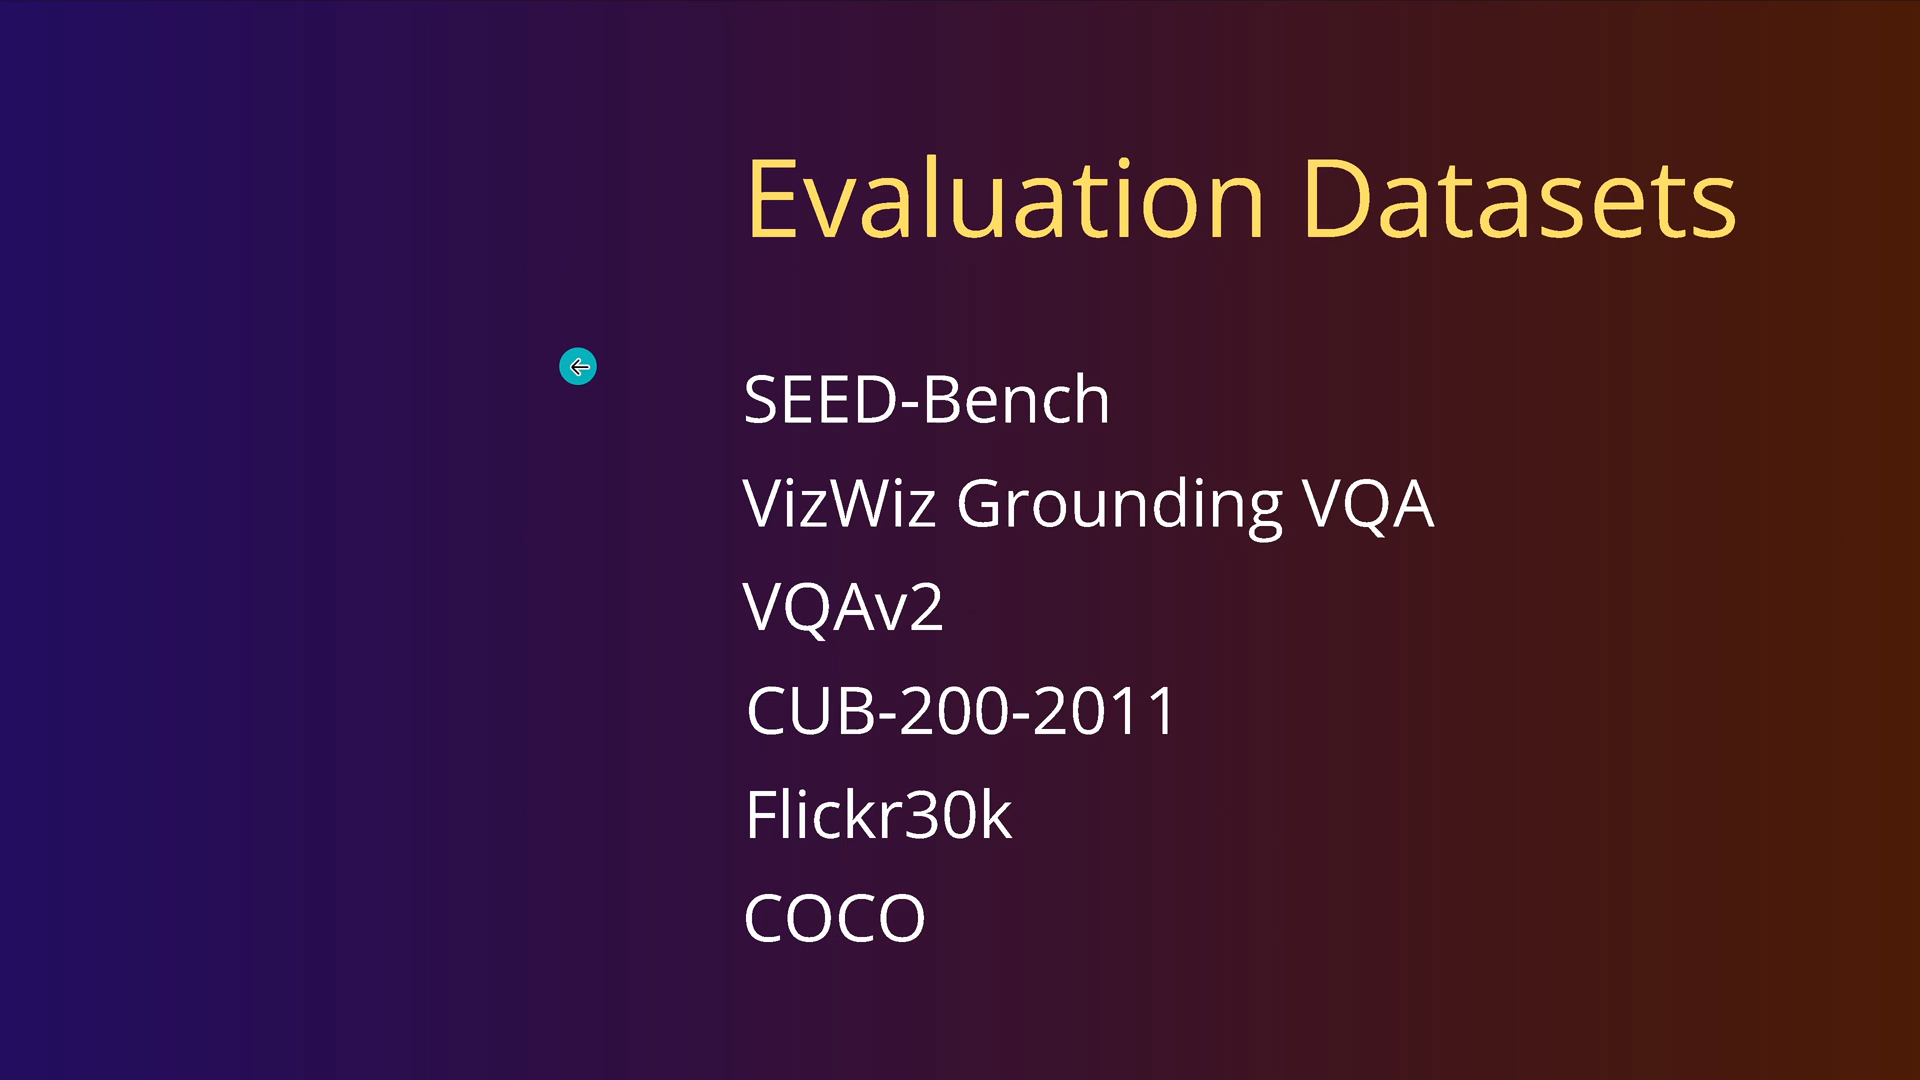 Evaluation Datasets
SEED-Bench
VizWiz Grounding VQA
VQAv2
CUB-200-2011
Flickr30k
COCO